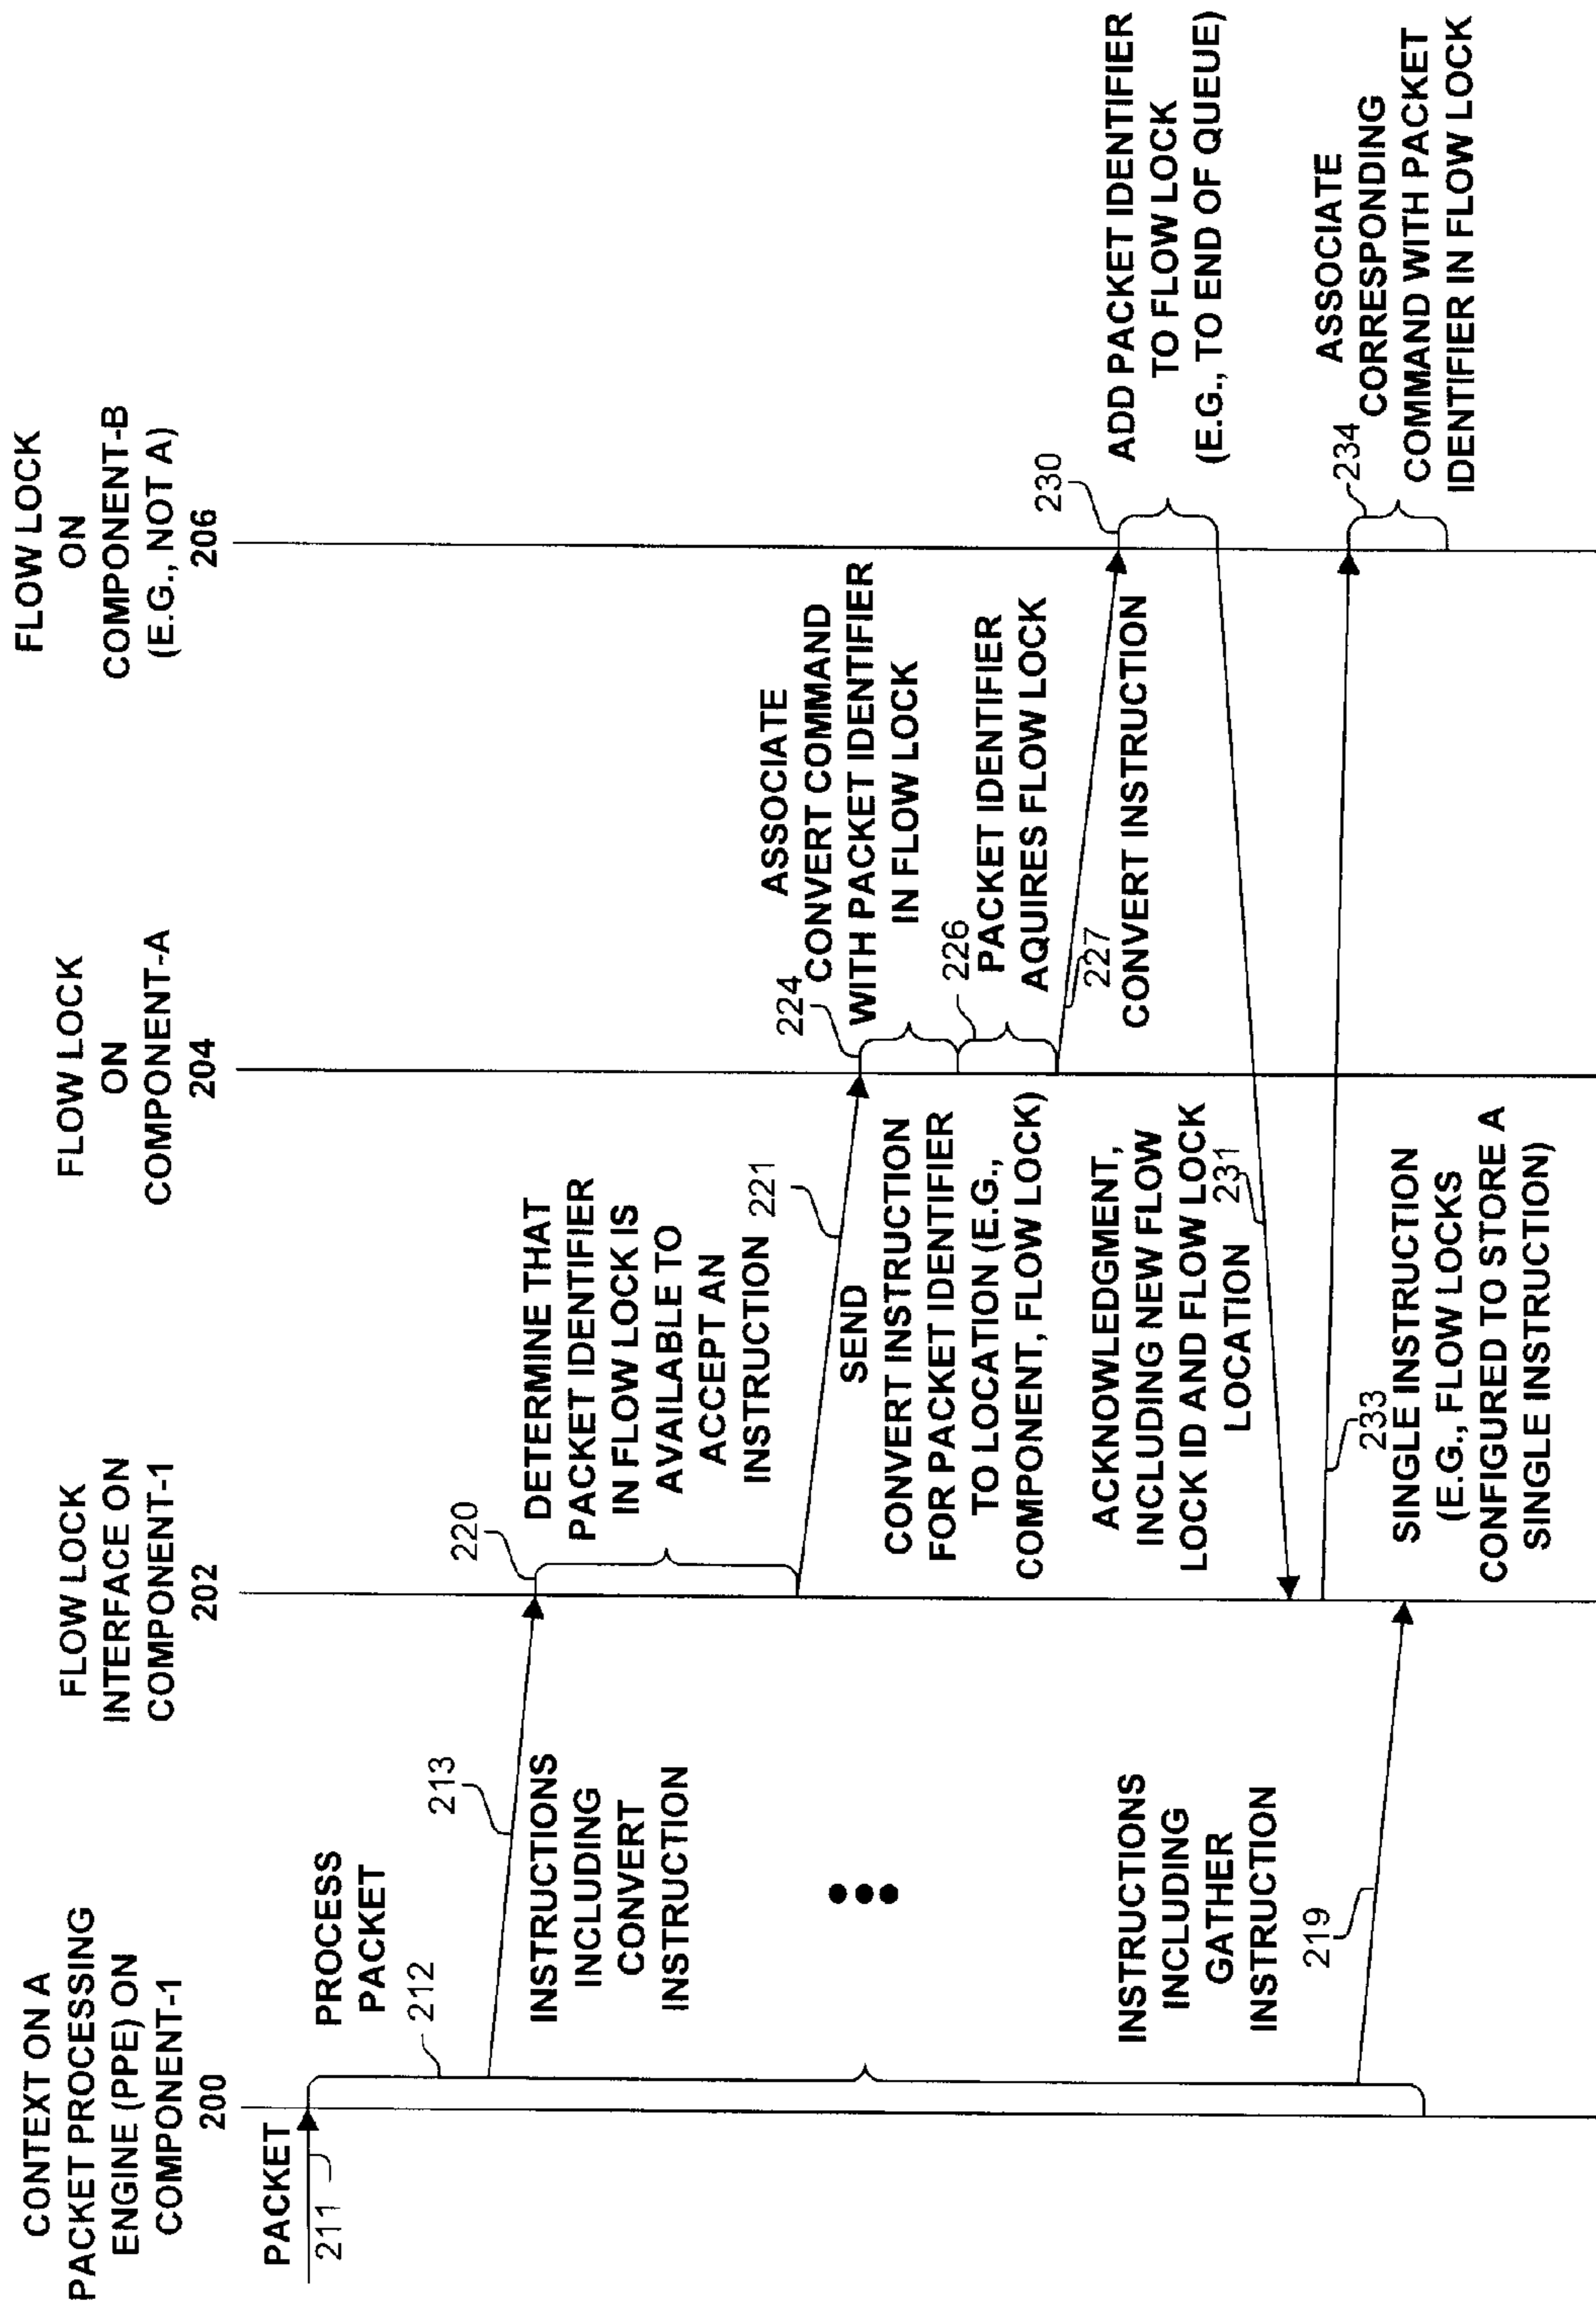 CONTEXT ON A
PACKET PROCESSING
ENGINE (PPE) ON
COMPONENT-1
200
FLOW LOCK
INTERFACE ON
COMPONENT-1
202
FLOW LOCK
ON
COMPONENT-A
204
FLOW LOCK
ON
COMPONENT-B
(E.G., NOT A)
206
PACKET
211
PROCESS
PACKET
212
213
INSTRUCTIONS
INCLUDING
CONVERT
INSTRUCTION
220
DETERMINE THAT
PACKET IDENTIFIER
IN FLOW LOCK IS
AVAILABLE TO
ACCEPT AN
INSTRUCTION
221
SEND
CONVERT INSTRUCTION
FOR PACKET IDENTIFIER
TO LOCATION (E.G.,
COMPONENT, FLOW LOCK)
224
ASSOCIATE
CONVERT COMMAND
WITH PACKET IDENTIFIER
IN FLOW LOCK
226
PACKET IDENTIFIER
AQUIRES FLOW LOCK
227
CONVERT INSTRUCTION
230
ADD PACKET IDENTIFIER
TO FLOW LOCK
(E.G., TO END OF QUEUE)
ACKNOWLEDGMENT,
INCLUDING NEW FLOW
LOCK ID AND FLOW LOCK
LOCATION
231
INSTRUCTIONS
INCLUDING
GATHER
INSTRUCTION
219
233
SINGLE INSTRUCTION
(E.G., FLOW LOCKS
CONFIGURED TO STORE A
SINGLE INSTRUCTION)
234
ASSOCIATE
CORRESPONDING
COMMAND WITH PACKET
IDENTIFIER IN FLOW LOCK